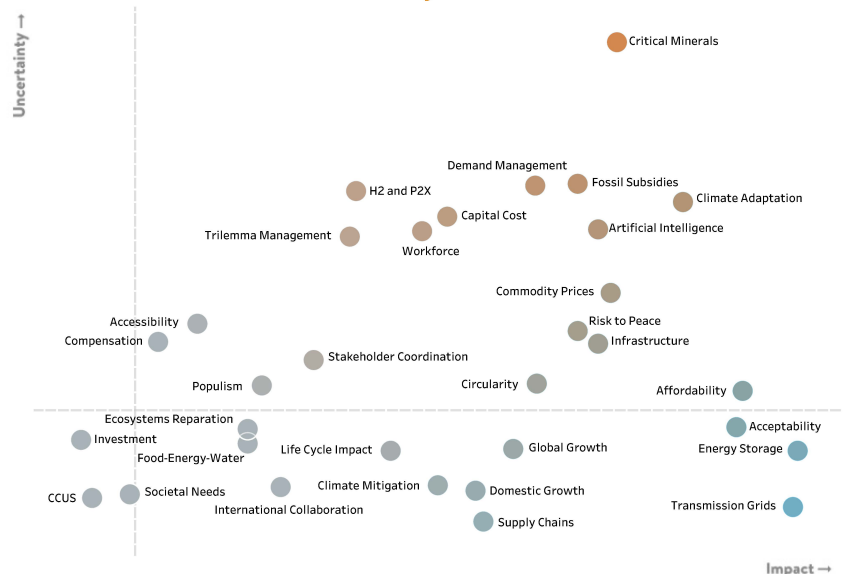 Uncertainty →
Critical Minerals
Demand Management
Fossil Subsidies
H2 and P2X
Climate Adaptation
Capital Cost
Artificial Intelligence
Trilemma Management
Workforce
Commodity Prices
Accessibility
Risk to Peace
Compensation
Infrastructure
Stakeholder Coordination
Populism
Circularity
Affordability
Ecosystems Reparation
Acceptability
Investment
Global Growth
Energy Storage
Life Cycle Impact
Food-Energy-Water
Climate Mitigation
Societal Needs
Domestic Growth
CCUS
Transmission Grids
International Collaboration
Supply Chains
Impact →